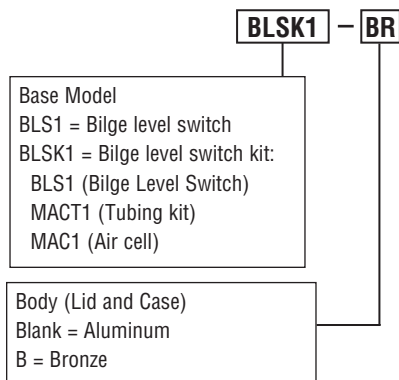 BLSK1 – BR
Base Model
BLS1 = Bilge level switch
BLSK1 = Bilge level switch kit:
BLS1 (Bilge Level Switch)
MACT1 (Tubing kit)
MAC1 (Air cell)
Body (Lid and Case)
Blank = Aluminum
B = Bronze